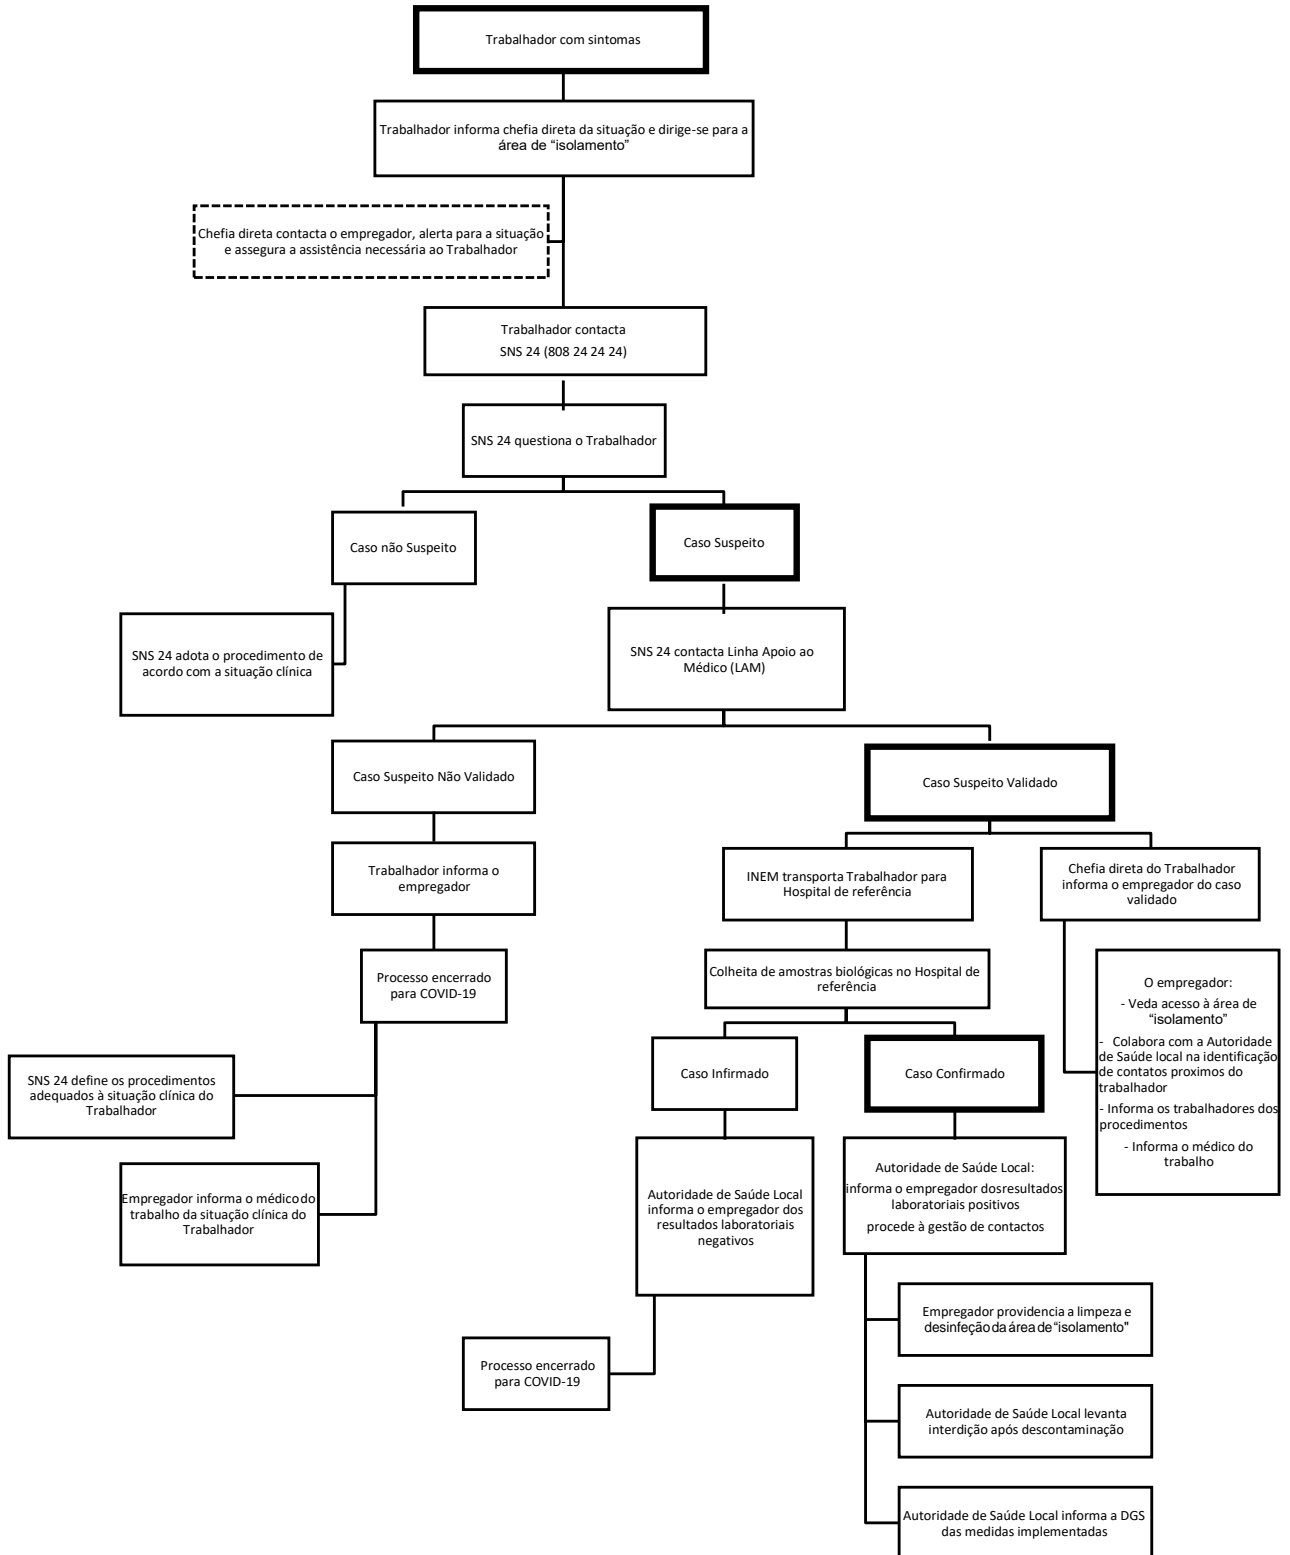 Trabalhador com sintomas
Trabalhador informa chefia direta da situação e dirige-se para a
área de “isolamento”
Chefia direta contacta o empregador, alerta para a situação
e assegura a assistência necessária ao Trabalhador
Trabalhador contacta
SNS 24 (808 24 24 24)
SNS 24 questiona o Trabalhador
Caso não Suspeito
Caso Suspeito
SNS 24 adota o procedimento de
acordo com a situação clínica
SNS 24 contacta Linha Apoio ao
Médico (LAM)
Caso Suspeito Não Validado
Caso Suspeito Validado
Trabalhador informa o
empregador
INEM transporta Trabalhador para
Hospital de referência
Chefia direta do Trabalhador
informa o empregador do caso
validado
Processo encerrado
para COVID-19
Colheita de amostras biológicas no Hospital de
referência
O empregador:
- Veda acesso à área de
“isolamento”
- Colabora com a Autoridade
de Saúde local na identificação
de contatos proximos do
trabalhador
- Informa os trabalhadores dos
procedimentos
- Informa o médico do
trabalho
SNS 24 define os procedimentos
adequados à situação clínica do
Trabalhador
Caso Infirmado
Caso Confirmado
Empregador informa o médico do
trabalho da situação clínica do
Trabalhador
Autoridade de Saúde Local
informa o empregador dos
resultados laboratoriais
negativos
Autoridade de Saúde Local:
informa o empregador dosresultados
laboratoriais positivos
procede à gestão de contactos
Empregador providencia a limpeza e
desinfeção da área de “isolamento”
Processo encerrado
para COVID-19
Autoridade de Saúde Local levanta
interdição após descontaminação
Autoridade de Saúde Local informa a DGS
das medidas implementadas